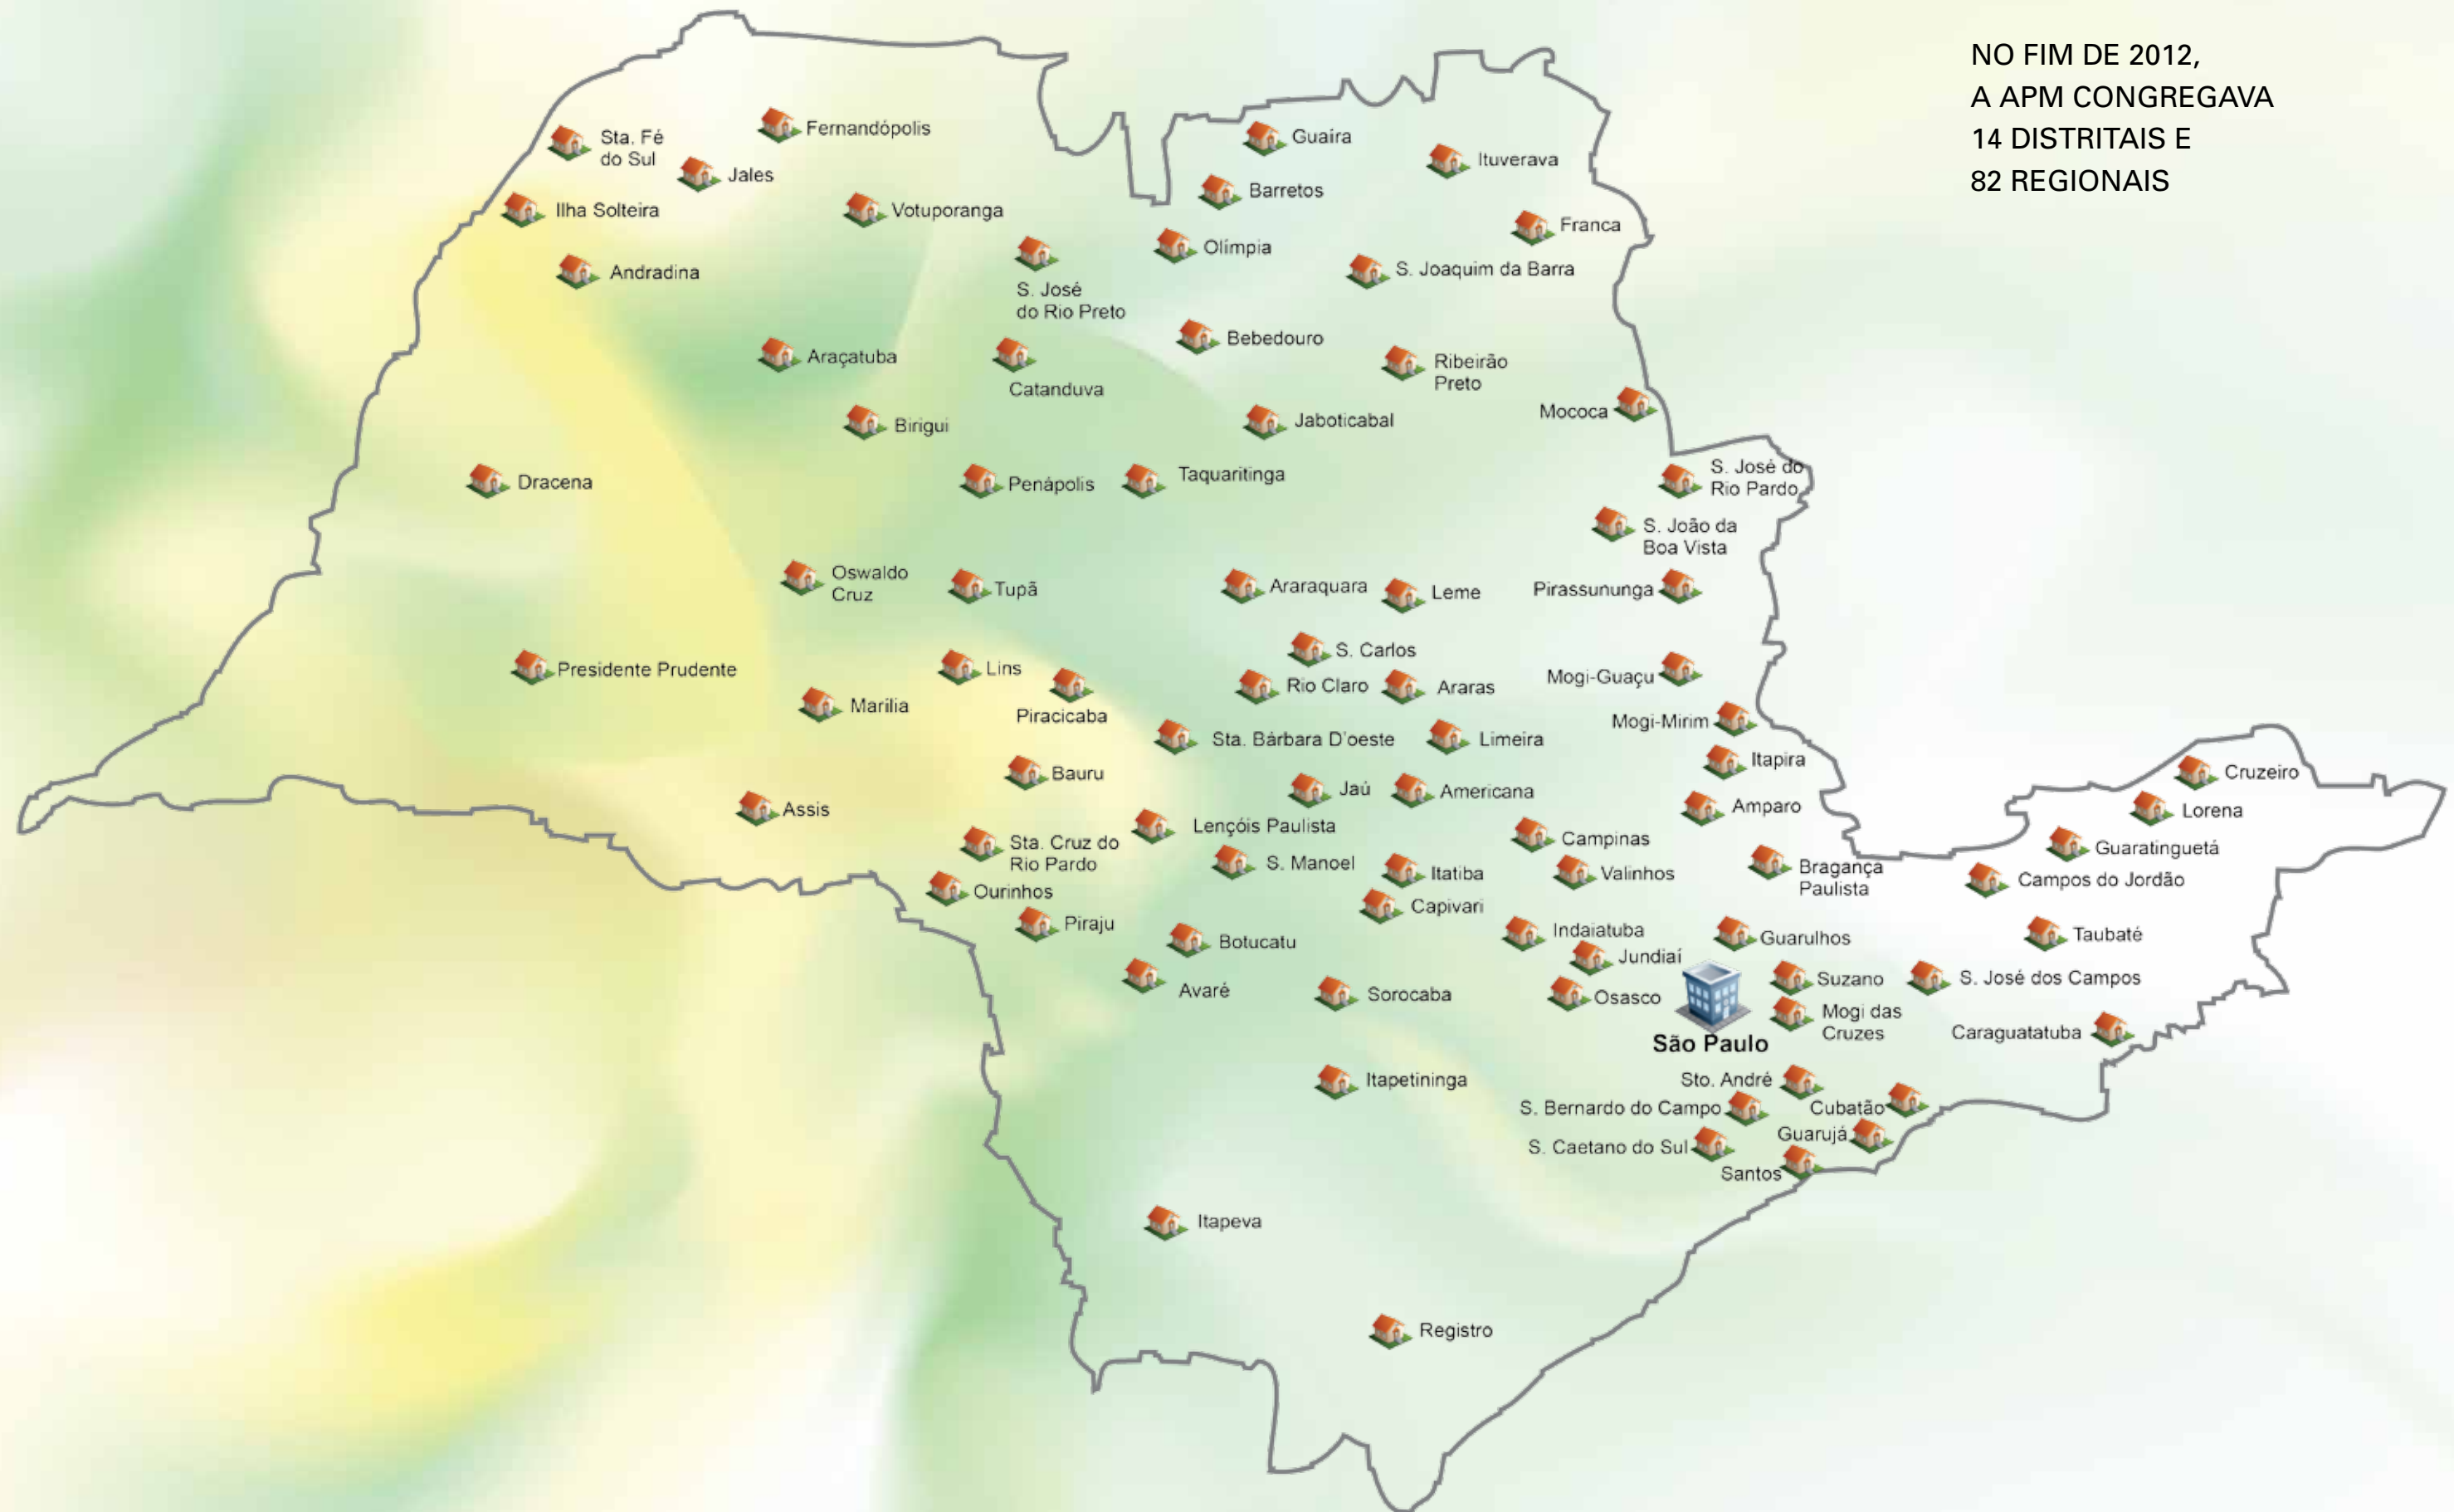 NO FIM DE 2012,
A APM CONGREGAVA
14 DISTRITAIS E
82 REGIONAIS
Fernandópolis
Sta. Fé
do Sul
Jales
Guaira
Ituverava
Barretos
Ilha Solteira
Votuporanga
Franca
Olímpia
Andradina
S. Joaquim da Barra
S. José
do Rio Preto
Bebedouro
Araçatuba
Ribeirão
Preto
Catanduva
Mococa
Jaboticabal
Birigui
S. José do
Rio Pardo
Taquaritinga
Dracena
Penápolis
S. João da
Boa Vista
Oswaldo
Cruz
Tupã
Araraquara
Leme
Pirassununga
S. Carlos
Presidente Prudente
Lins
Mogi-Guaçu
Rio Claro
Araras
Marilia
Piracicaba
Mogi-Mirim
Sta. Bárbara D'oeste
Limeira
Itapira
Bauru
Cruzeiro
Jaú
Americana
Assis
Amparo
Lorena
Lençóis Paulista
Campinas
Sta. Cruz do
Rio Pardo
Guaratinguetá
S. Manoel
Itatiba
Valinhos
Bragança
Paulista
Campos do Jordão
Ourinhos
Capivari
Piraju
Indaiatuba
Taubaté
Guarulhos
Botucatu
Jundiaí
Suzano
S. José dos Campos
Avaré
Sorocaba
Osasco
Mogi das
Cruzes
Caraguatatuba
São Paulo
Itapetininga
Sto. André
S. Bernardo do Campo
Cubatão
Guarujá
S. Caetano do Sul
Santos
Itapeva
Registro